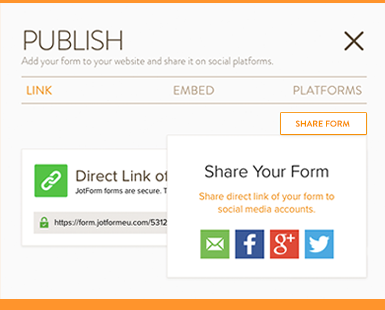 PUBLISH
Add your form to your website and share it on social platforms.
LINK EMBED PLATFORMS
SHARE FORM
Direct Link of
JotForm forms are secure. T
https://form.jotformeu.com/5312
Share Your Form
Share direct link of your form to
social media accounts.
f g+